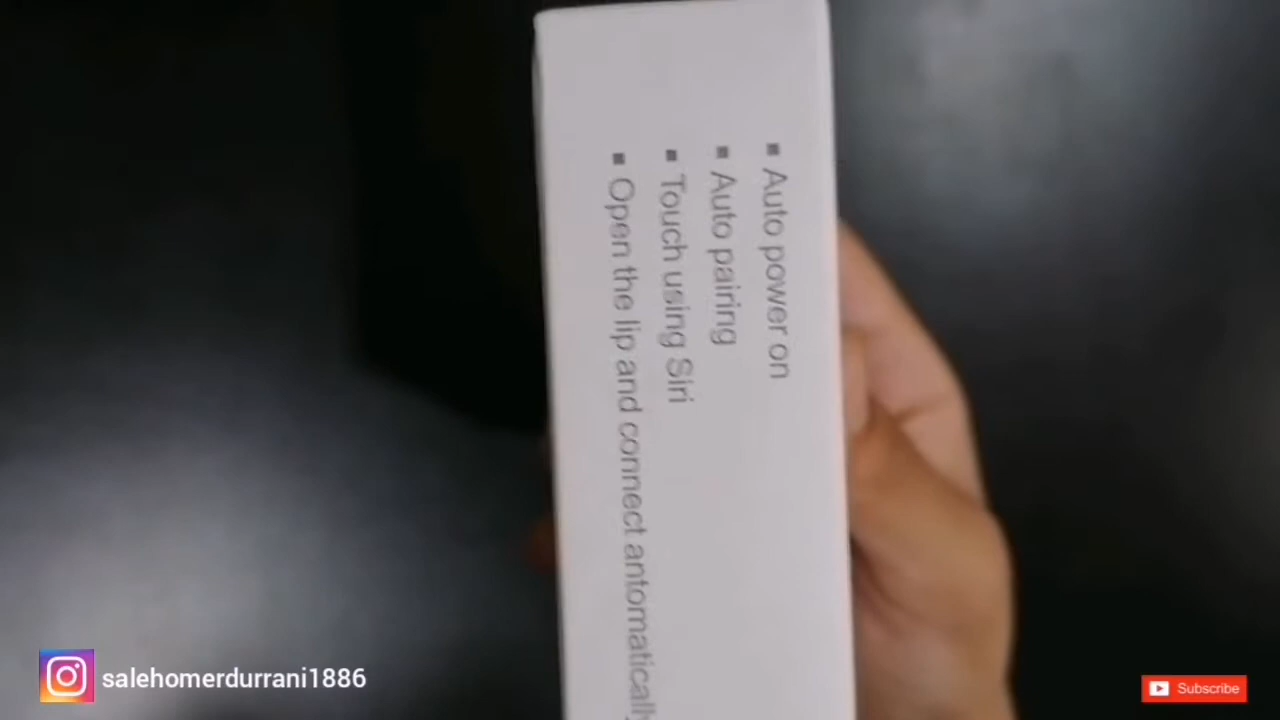 ▪ Auto power on
▪ Auto pairing
▪ Touch using Siri
▪ Open the lip and connect antomatically
salehomerdurrani1886
Subscribe